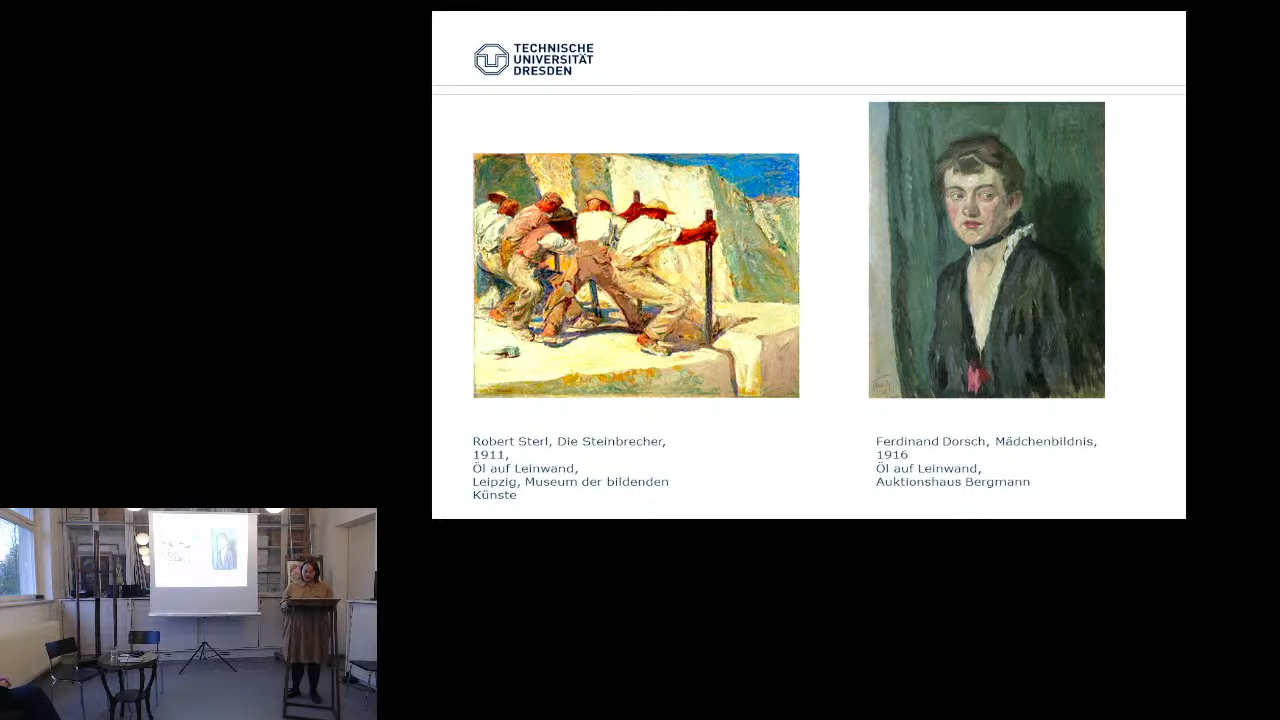 TECHNISCHE
UNIVERSITÄT
DRESDEN
Robert Sterl, Die Steinbrecher,
1911,
Öl auf Leinwand,
Leipzig, Museum der bildenden
Künste
Ferdinand Dorsch, Mädchenbildnis,
1916
Öl auf Leinwand,
Auktionshaus Bergmann